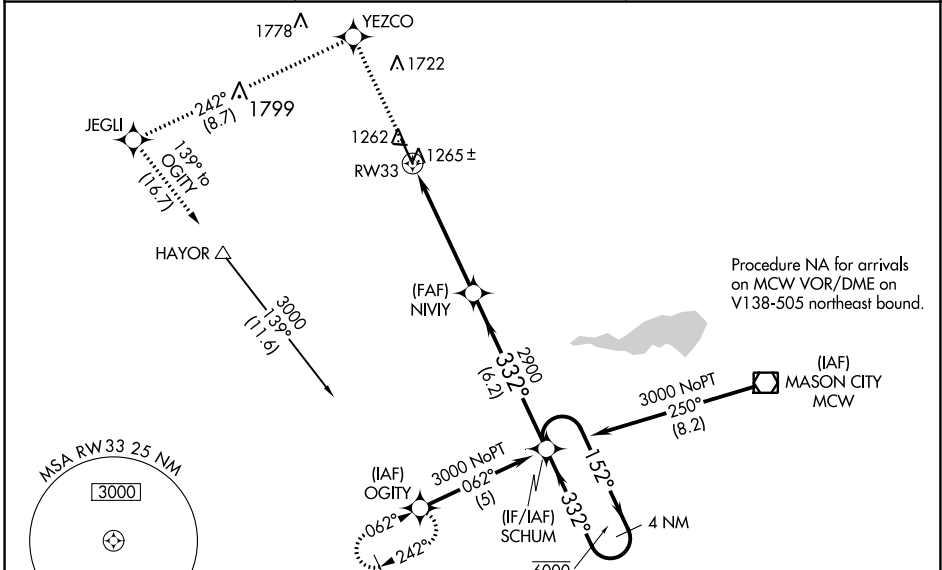 1778
YEZCO
1722
242°
(8.7)
1799
JEGLI
1262
1265 ±
RW33
139° to
OGITY
(16.7)
HAYOR
Procedure NA for arrivals
on MCW VOR/DME on
V138-505 northeast bound.
(FAF)
NIVIY
3000
139°
(11.6)
2900
332°
(6.2)
(IAF)
MASON CITY
MCW
3000 NoPT
250°
(8.2)
MSA RW33 25 NM
3000
(IAF)
OGITY
3000 NoPT
062°
(5)
(IF/IAF)
SCHUM
152°
332°
4 NM
062°
242°
6000